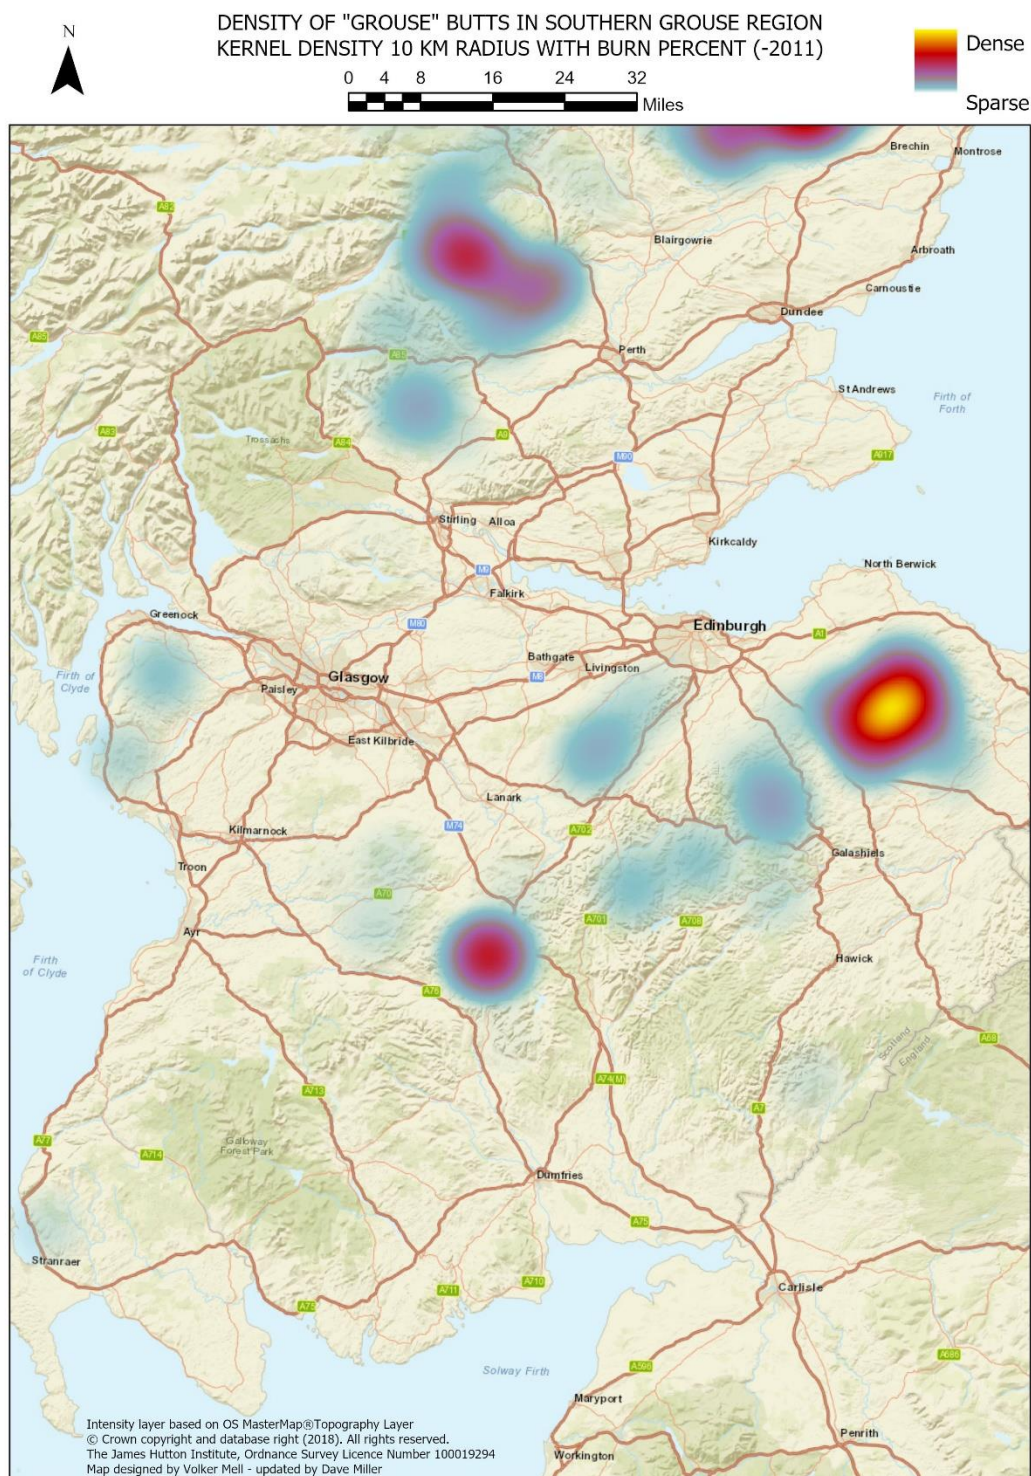 DENSITY OF "GROUSE" BUTTS IN SOUTHERN GROUSE REGION
KERNEL DENSITY 10 KM RADIUS WITH BURN PERCENT (-2011)
N
0 4 8 16 24 32
Miles
Dense
Sparse
Brechin
Montrose
A82
Blairgowrie
Arbroath
Carnoustie
Dundee
A85
Perth
A85
St Andrews
Firth of
Forth
A83
Trossachs
A84
A9
M90
A917
Stirling
Alloa
Kirkcaldy
North Berwick
M9
Falkirk
Greenock
M80
Edinburgh
A1
Bathgate
Livingston
M8
Firth of
Clyde
Glasgow
Paisley
East Kilbride
Lanark
M74
A702
Kilmarnock
Galashiels
Troon
A70
A701
A708
Ayr
Hawick
Firth
of Clyde
A76
Scotland
England
A68
A74(M)
A713
A7
A77
Galloway
Forest Park
A714
Dumfries
A75
Stranraer
A711
A710
Carlisle
A75
A686
A596
Solway Firth
Maryport
Penrith
Workington
Intensity layer based on OS MasterMap®Topography Layer
© Crown copyright and database right (2018). All rights reserved.
The James Hutton Institute, Ordnance Survey Licence Number 100019294
Map designed by Volker Mell - updated by Dave Miller